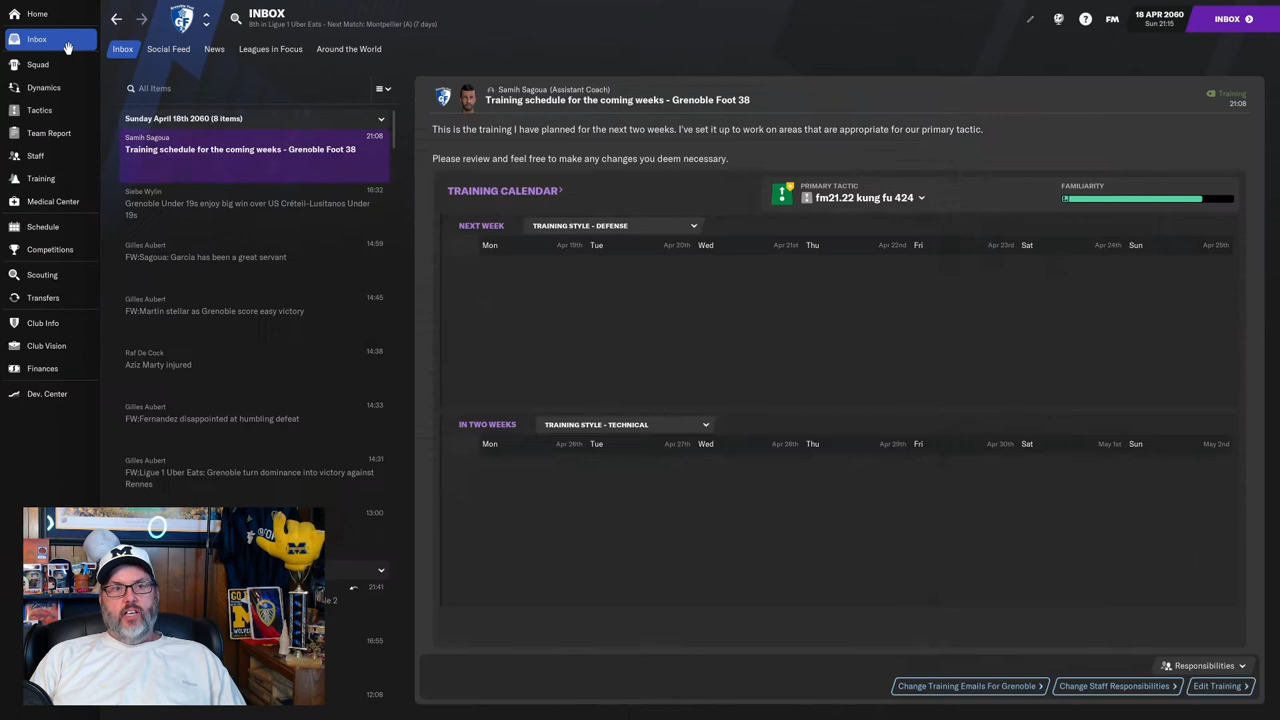 Home
Inbox
Squad
Dynamics
Tactics
Team Report
Staff
Training
Medical Center
Schedule
Competitions
Scouting
Transfers
Club Info
Club Vision
Finances
Dev. Center
INBOX
8th in Ligue 1 Uber Eats - Next Match: Montpellier (A) (7 days)
FM
18 APR 2060
Sun 21:15
INBOX
Inbox
Social Feed
News
Leagues in Focus
Around the World
All Items
Sunday April 18th 2060 (8 items)
Samih Sagoua
21:08
Training schedule for the coming weeks - Grenoble Foot 38
Siebe Wylin
16:32
Grenoble Under 19s enjoy big win over US Créteil-Lusitanos Under
19s
Gilles Aubert
14:59
FW:Sagoua: García has been a great servant
Gilles Aubert
14:45
FW:Martin stellar as Grenoble score easy victory
Raf De Cock
14:38
Aziz Marty injured
Gilles Aubert
14:33
FW:Fernandez disappointed at humbling defeat
Gilles Aubert
14:31
FW:Ligue 1 Uber Eats: Grenoble turn dominance into victory against
Rennes
13:00
21:41
16:55
12:08
Samih Sagoua (Assistant Coach)
Training schedule for the coming weeks - Grenoble Foot 38
Training
21:08
This is the training I have planned for the next two weeks. I've set it up to work on areas that are appropriate for our primary tactic.
Please review and feel free to make any changes you deem necessary.
TRAINING CALENDAR
PRIMARY TACTIC
fm21.22 kung fu 424
FAMILIARITY
NEXT WEEK
TRAINING STYLE - DEFENSE
Mon Apr 19th Tue Apr 20th Wed Apr 21st Thu Apr 22nd Fri Apr 23rd Sat Apr 24th Sun Apr 25th
IN TWO WEEKS
TRAINING STYLE - TECHNICAL
Mon Apr 26th Tue Apr 27th Wed Apr 28th Thu Apr 29th Fri Apr 30th Sat May 1st Sun May 2nd
Responsibilities
Change Training Emails For Grenoble
Change Staff Responsibilities
Edit Training